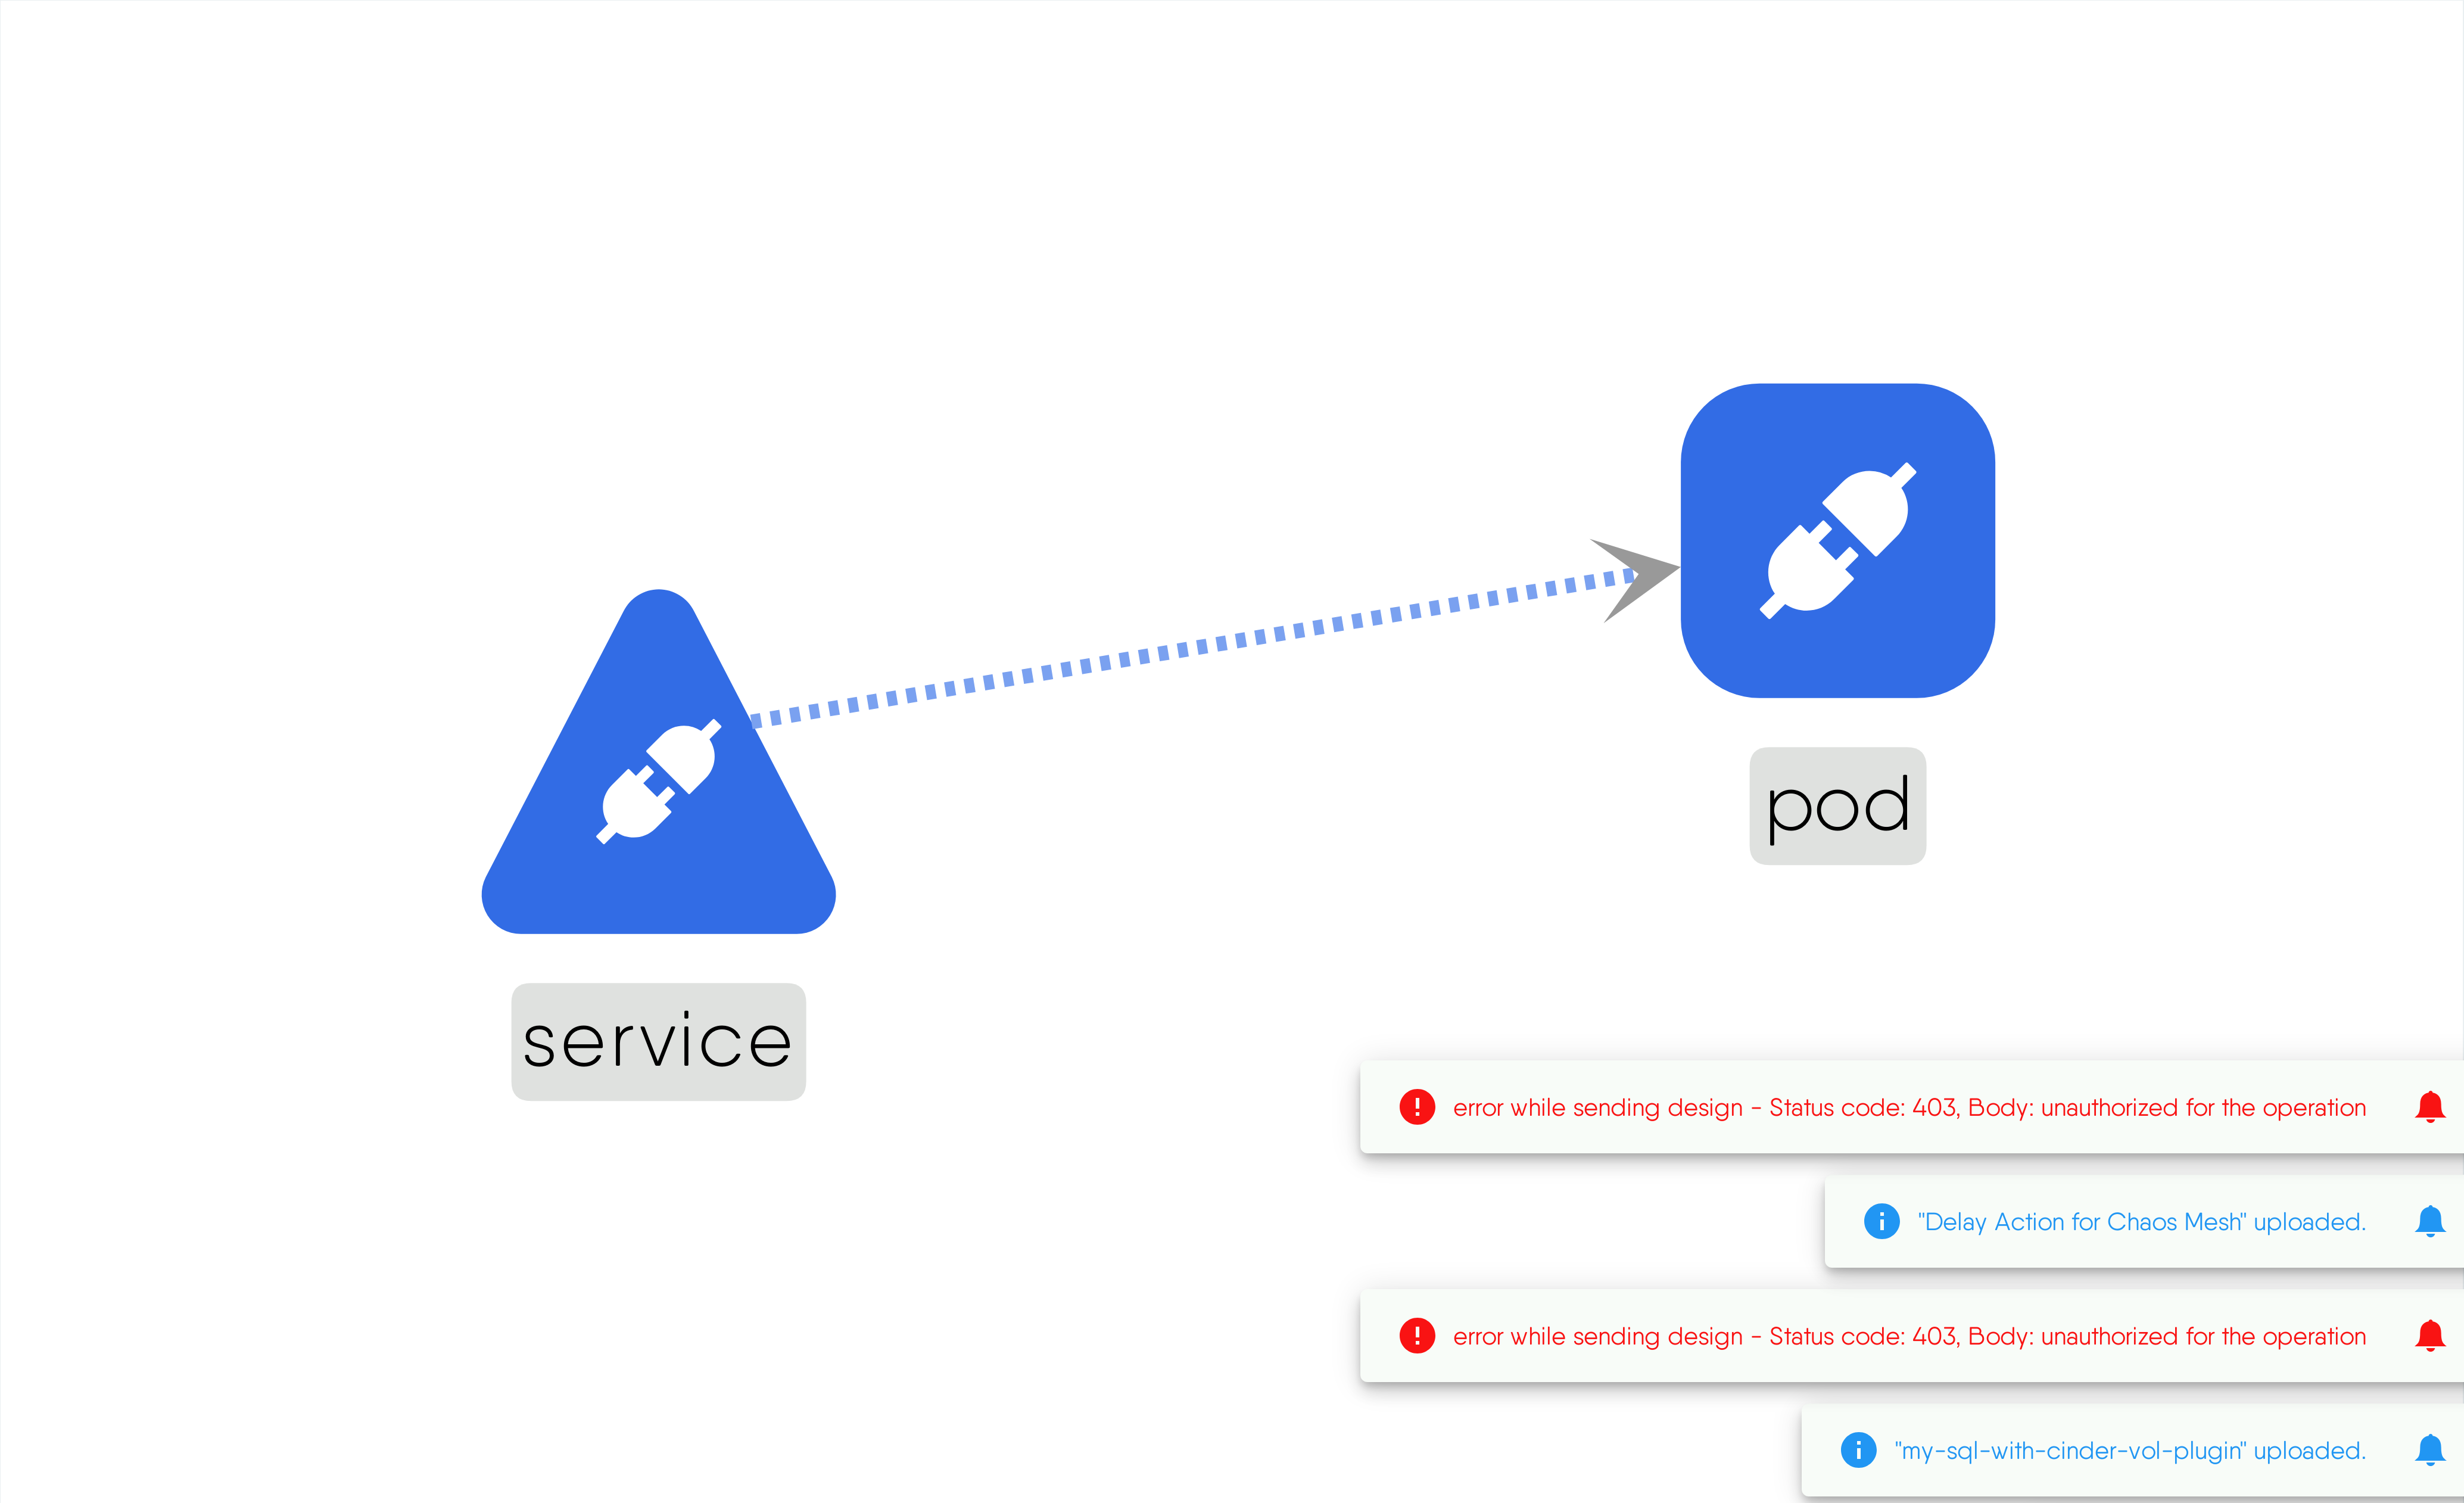 pod
service
error while sending design - Status code: 403, Body: unauthorized for the operation
"Delay Action for Chaos Mesh" uploaded.
error while sending design - Status code: 403, Body: unauthorized for the operation
"my-sql-with-cinder-vol-plugin" uploaded.